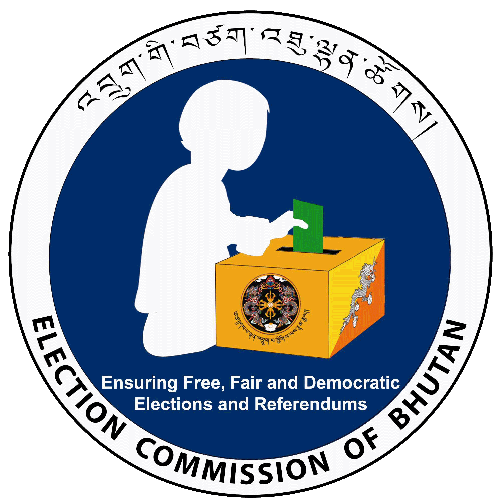 འབྲུག་གི་བཙག་འཐུ་ལྷན་ཚོགས།
Ensuring Free, Fair and Democratic
Elections and Referendums
ELECTION COMMISSION OF BHUTAN